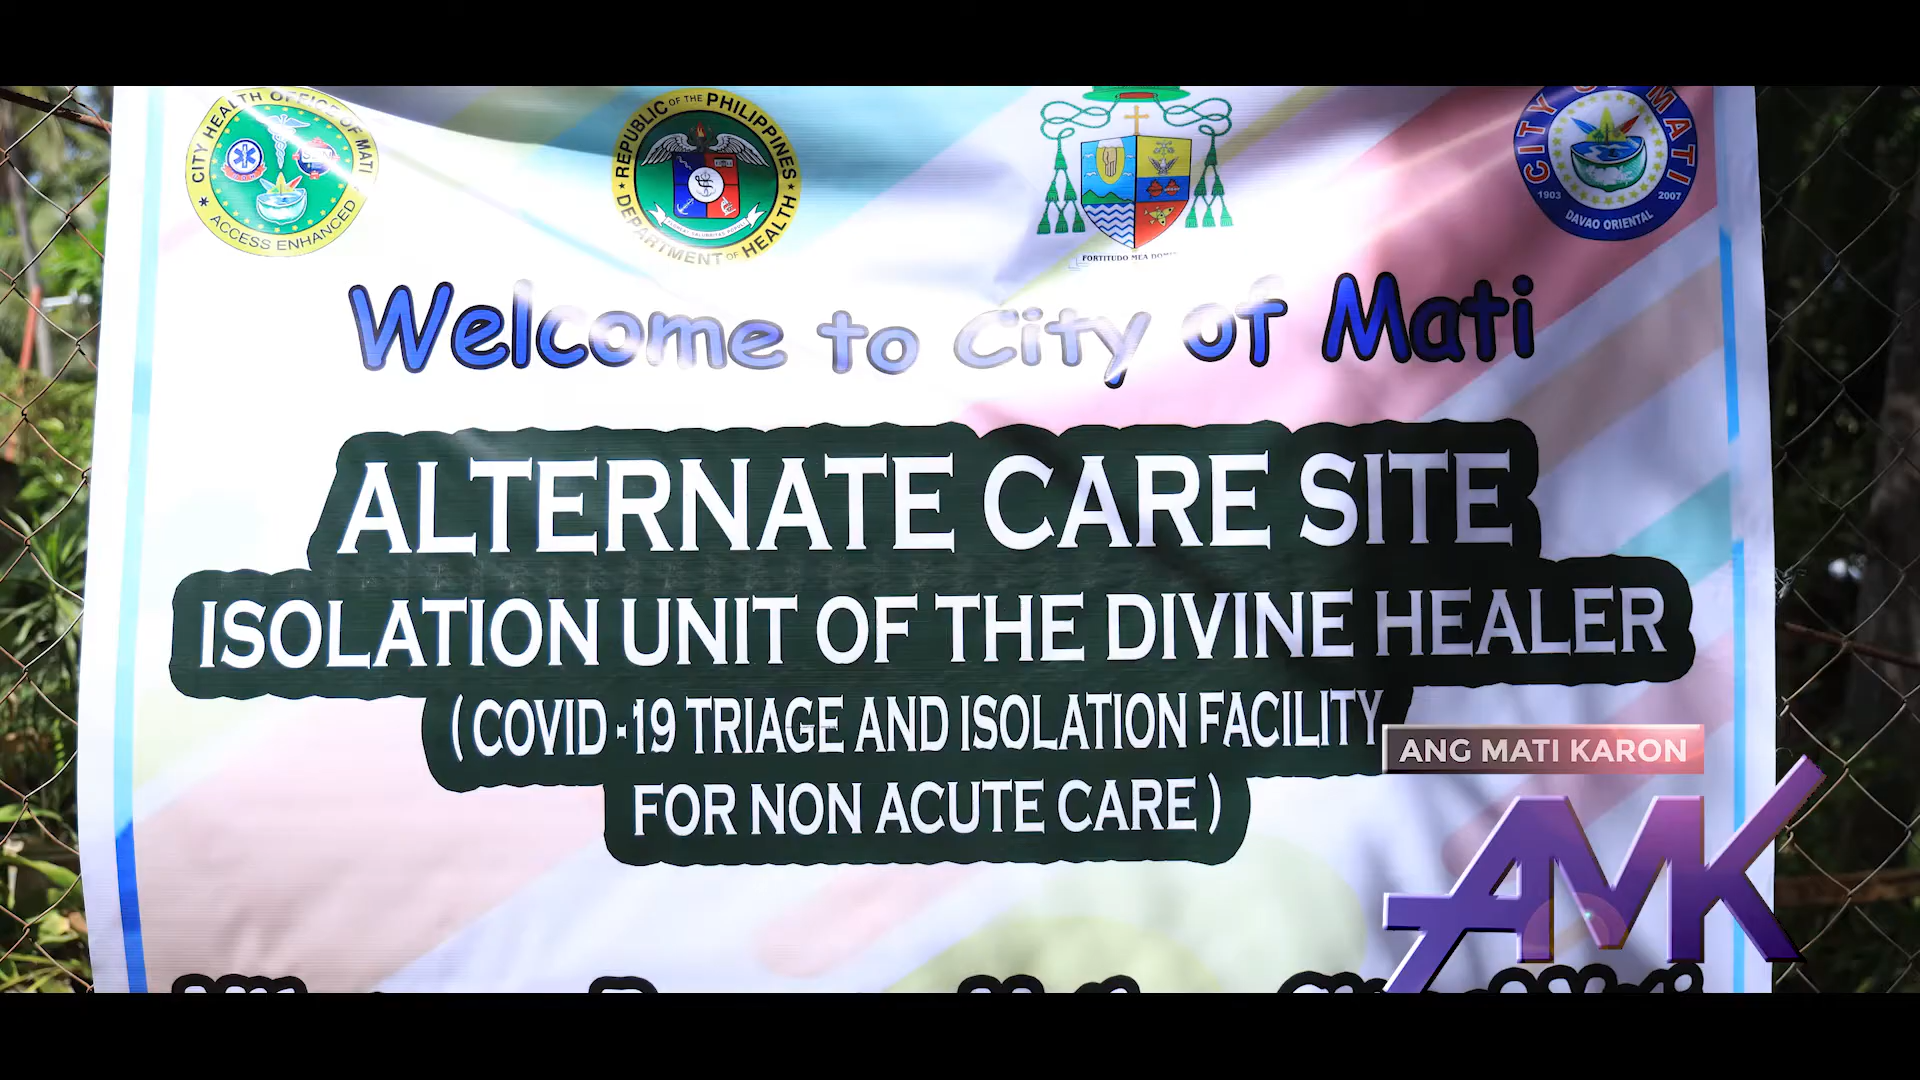 CITY HEALTH OFFICE OF MATI
ACCESS ENHANCED
REPUBLIC OF THE PHILIPPINES
DEPARTMENT OF HEALTH
FORTITUDO MEA
CITY MATI
1903 2007
DAVAO ORIENTAL
Welcome to City of Mati
ALTERNATE CARE SITE
ISOLATION UNIT OF THE DIVINE HEALER
( COVID -19 TRIAGE AND ISOLATION FACILITY
FOR NON ACUTE CARE )
ANG MATI KARON
AMK